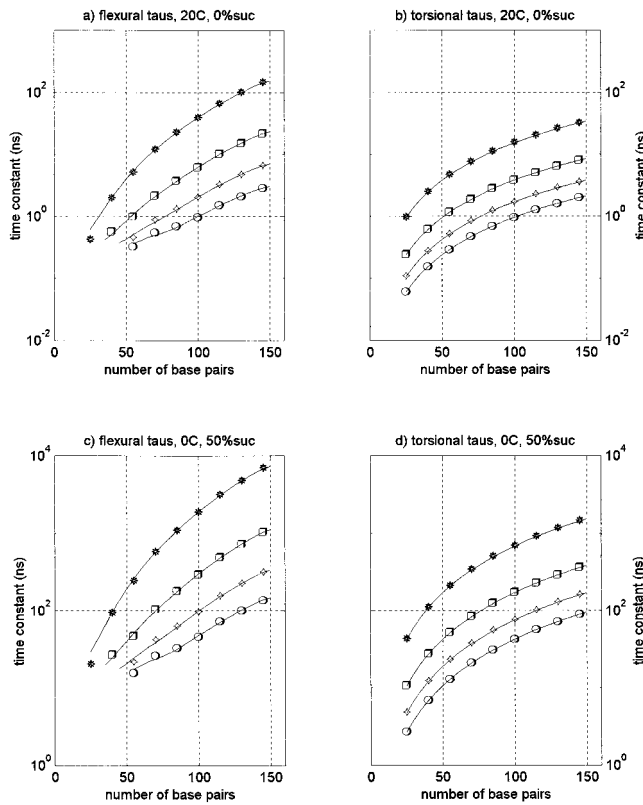 a) flexural taus, 20C, 0%suc
b) torsional taus, 20C, 0%suc
10^2
10^0
10^-2
time constant (ns)
0 50 100 150
number of base pairs
10^2
10^0
10^-2
time constant (ns)
0 50 100 150
number of base pairs
c) flexural taus, 0C, 50%suc
d) torsional taus, 0C, 50%suc
10^4
10^2
10^0
time constant (ns)
0 50 100 150
number of base pairs
10^4
10^2
10^0
time constant (ns)
0 50 100 150
number of base pairs